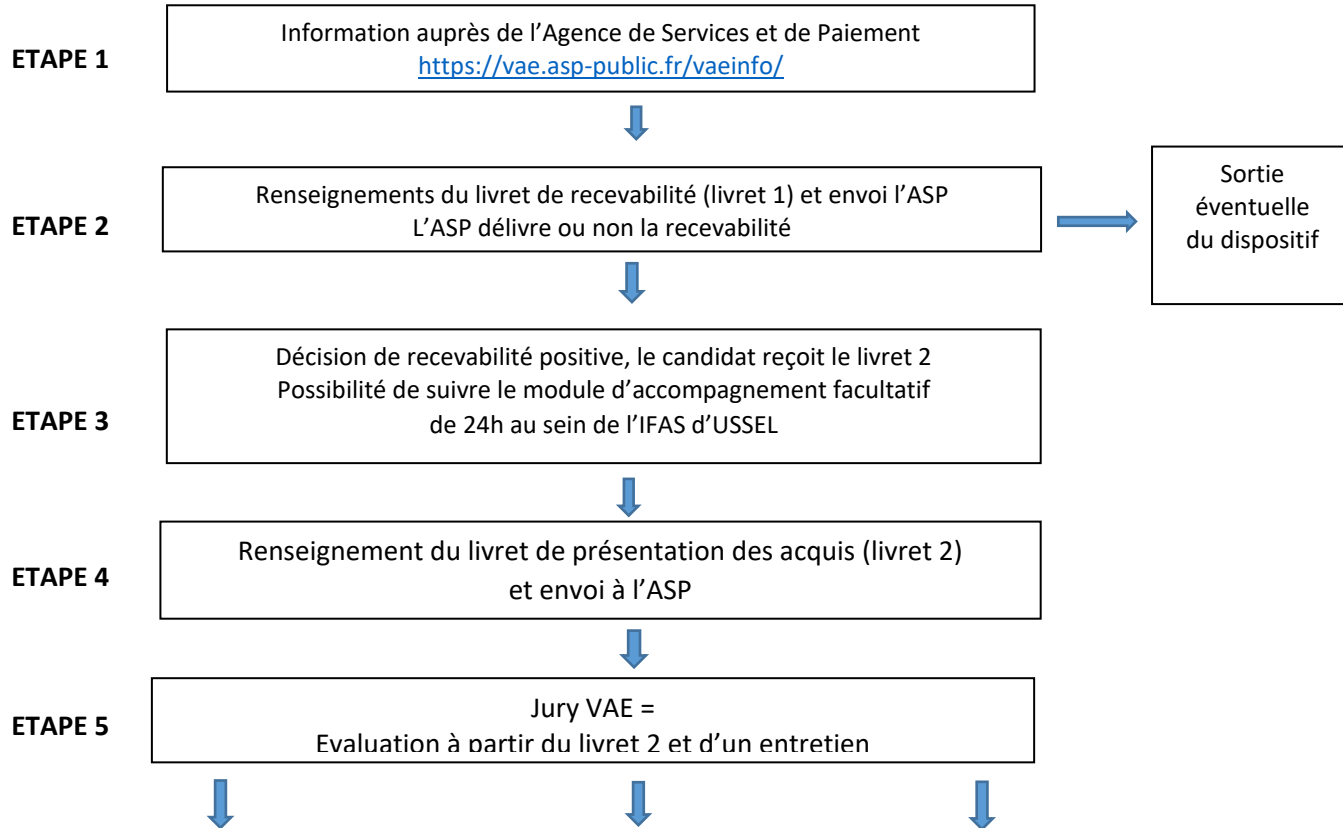 ETAPE 1
Information auprès de l’Agence de Services et de Paiement
https://vae.asp-public.fr/vaeinfo/
ETAPE 2
Renseignements du livret de recevabilité (livret 1) et envoi l’ASP
L’ASP délivre ou non la recevabilité
Sortie
éventuelle
du dispositif
ETAPE 3
Décision de recevabilité positive, le candidat reçoit le livret 2
Possibilité de suivre le module d’accompagnement facultatif
de 24h au sein de l’IFAS d’USSEL
ETAPE 4
Renseignement du livret de présentation des acquis (livret 2)
et envoi à l’ASP
ETAPE 5
Jury VAE =
Evaluation à partir du livret 2 et d’un entretien